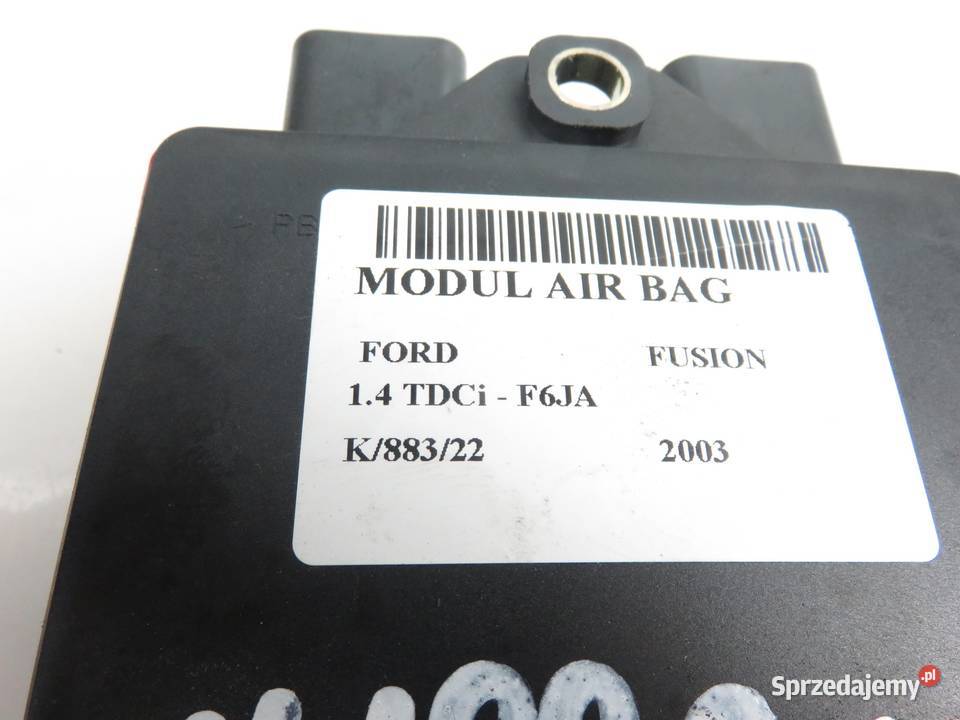 MODUL AIR BAG
FORD FUSION
1.4 TDCi - F6JA
K/883/22 2003
Sprzedajemy.pl